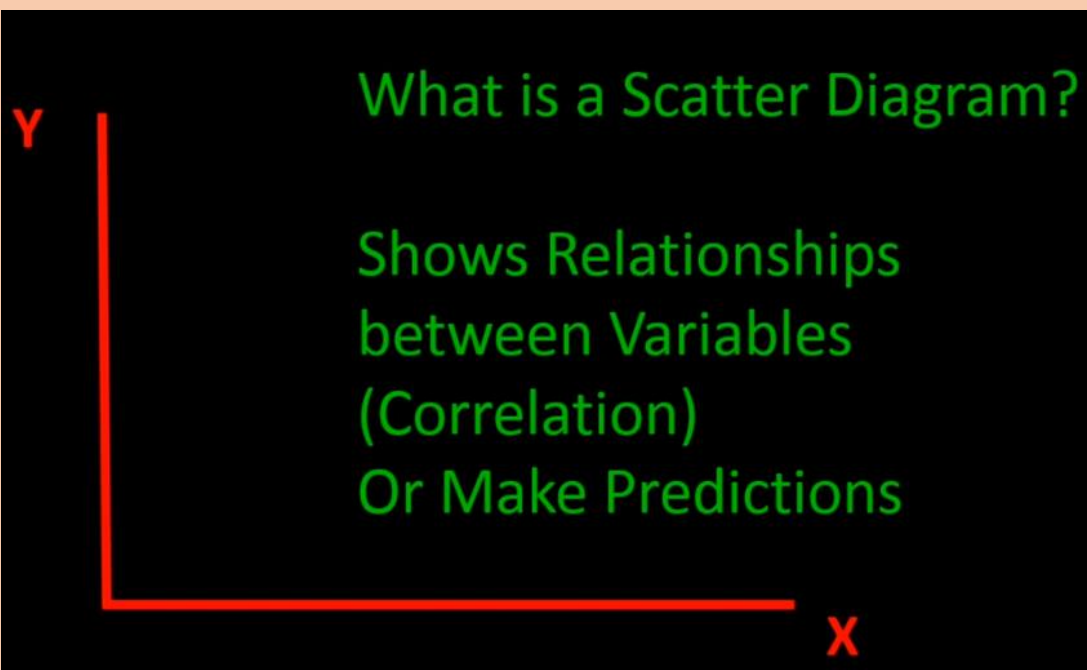 What is a Scatter Diagram?
Y
Shows Relationships
between Variables
(Correlation)
Or Make Predictions
X